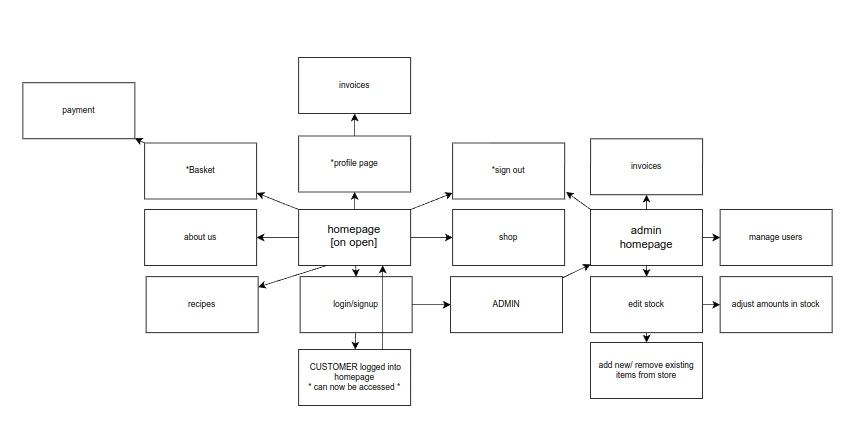 invoices
payment
*profile page
*Basket
*sign out
invoices
about us
homepage
[on open]
shop
admin
homepage
manage users
recipes
login/signup
ADMIN
edit stock
adjust amounts in stock
CUSTOMER logged into
homepage
* can now be accessed *
add new/ remove existing
items from store